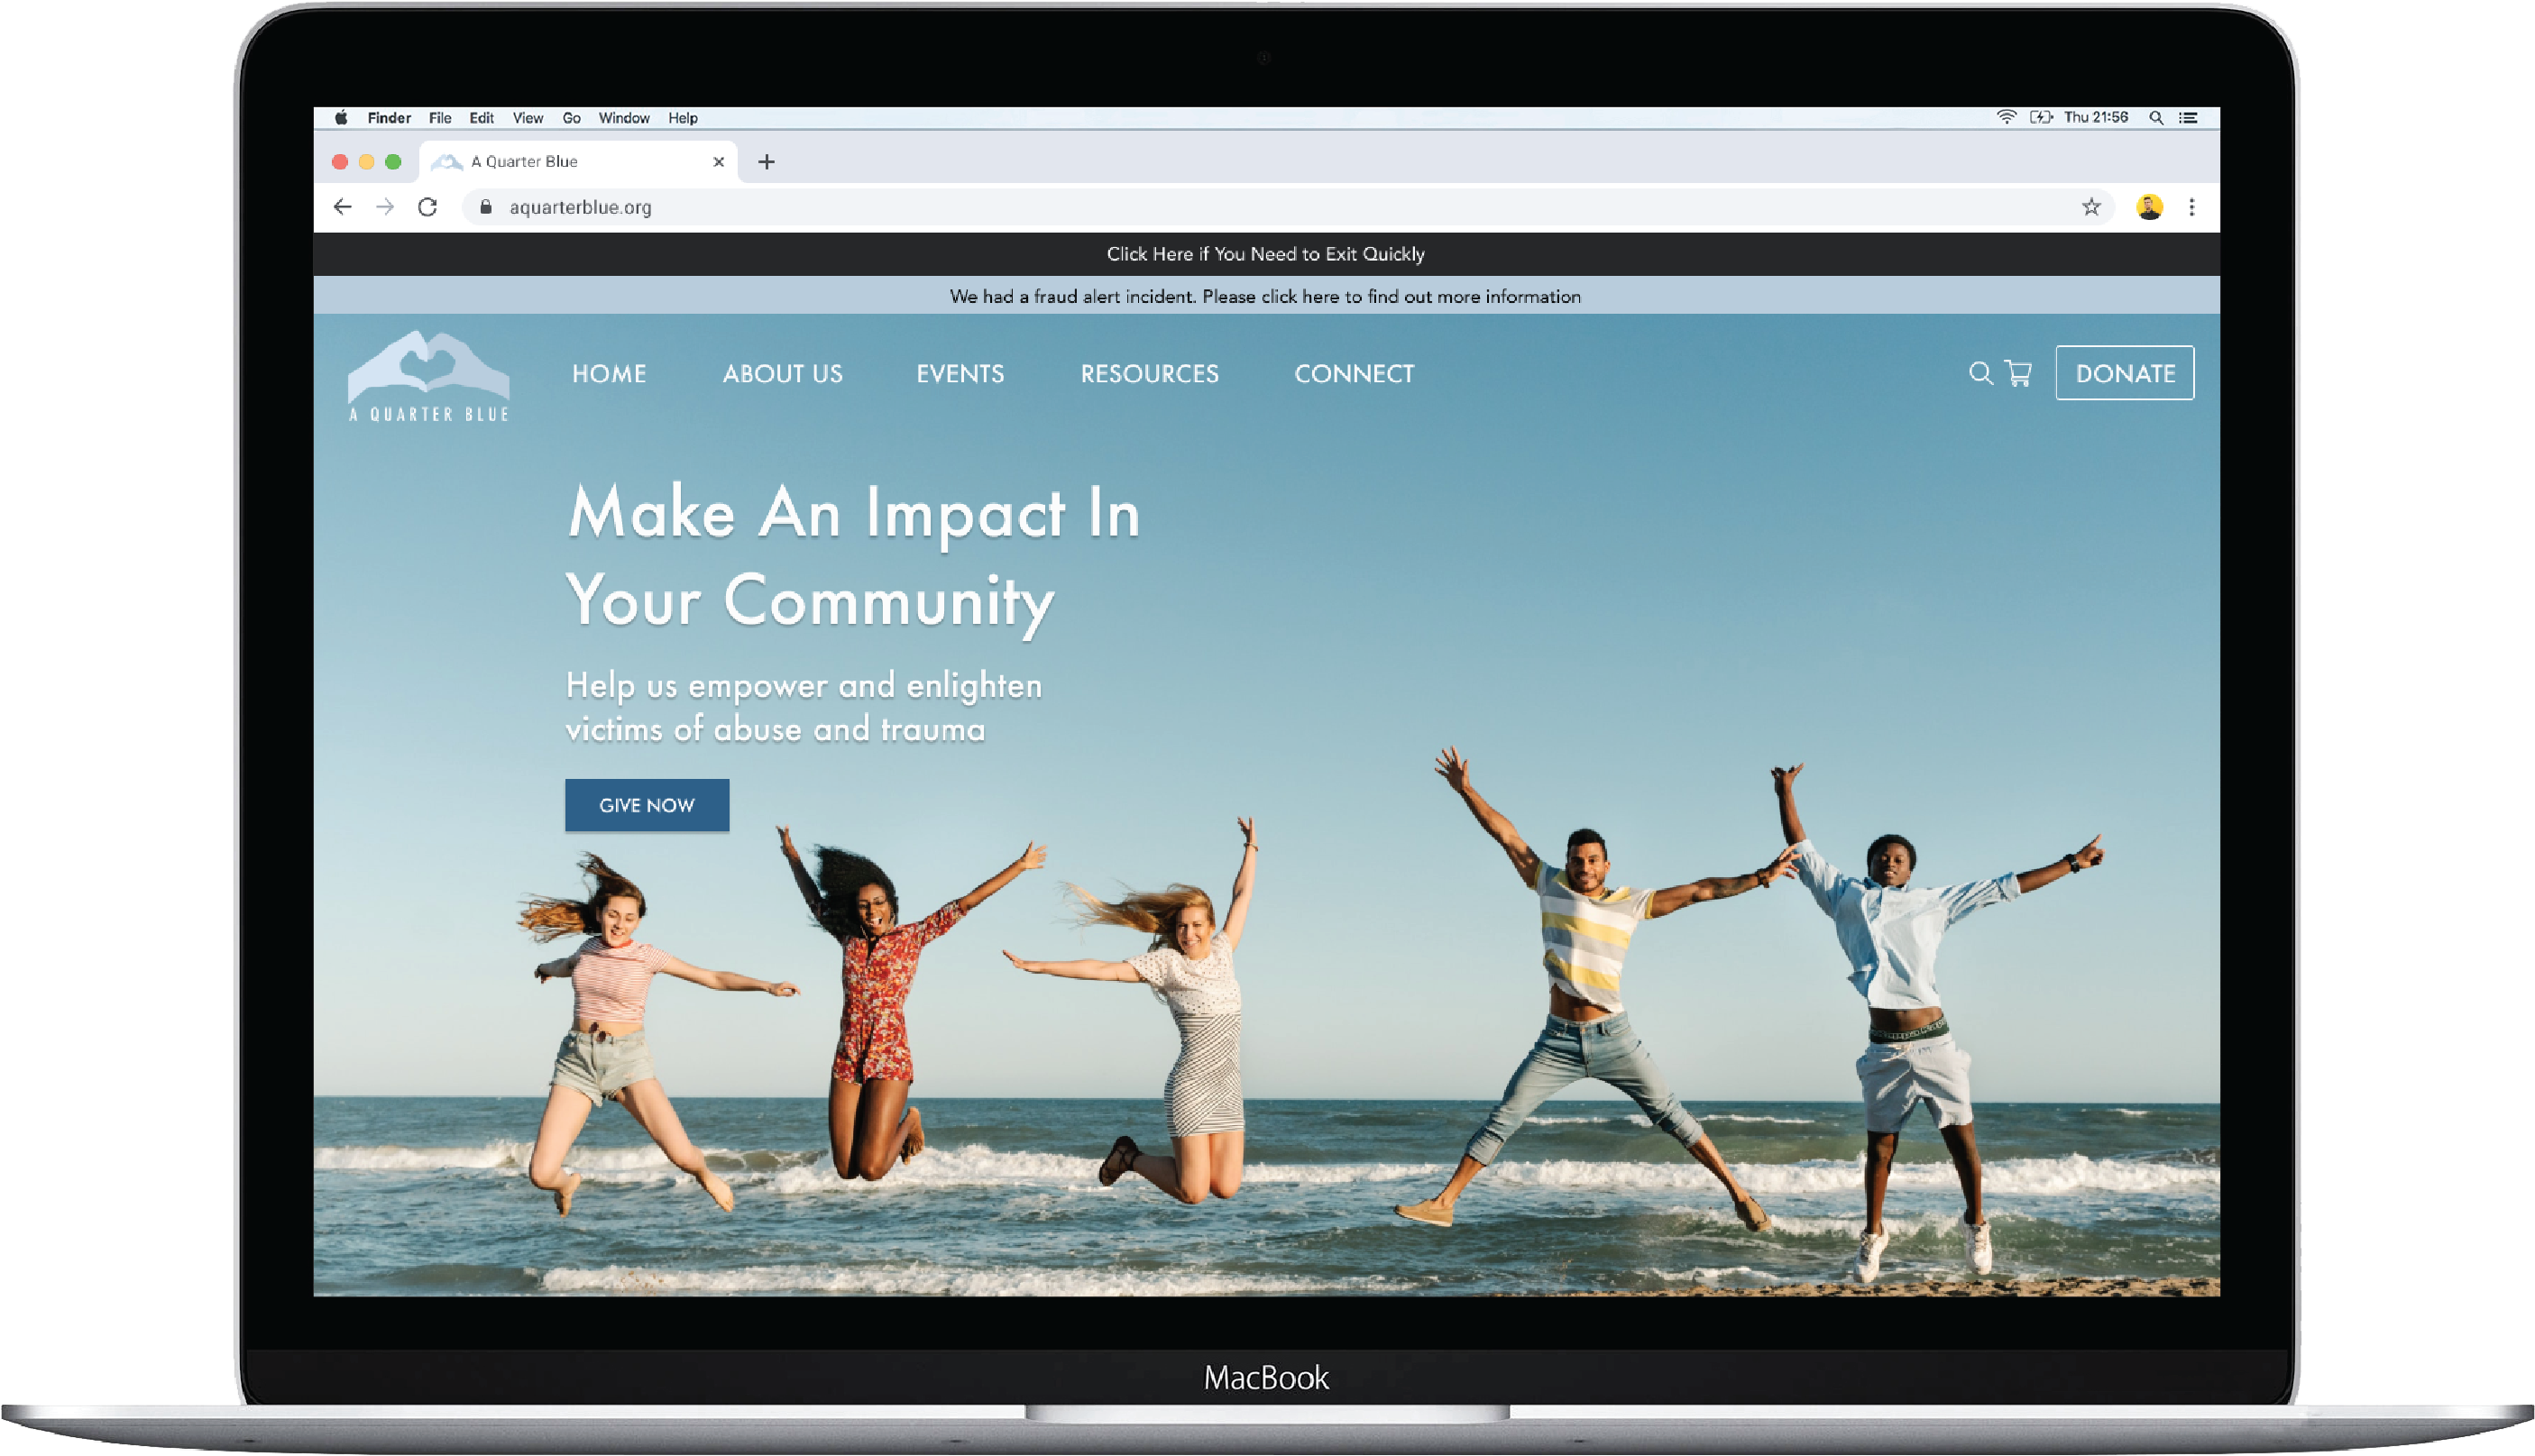 Finder File Edit View Go Window Help Thu 21:56
A Quarter Blue
aquarterblue.org
Click Here if You Need to Exit Quickly
We had a fraud alert incident. Please click here to find out more information
A QUARTER BLUE
HOME ABOUT US EVENTS RESOURCES CONNECT DONATE
Make An Impact In
Your Community
Help us empower and enlighten
victims of abuse and trauma
GIVE NOW
MacBook